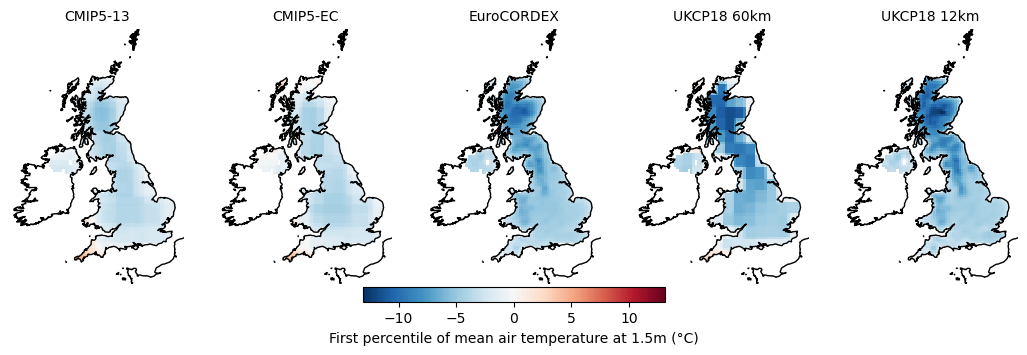 CMIP5-13 CMIP5-EC EuroCORDEX UKCP18 60km UKCP18 12km
−10 −5 0 5 10
First percentile of mean air temperature at 1.5m (°C)